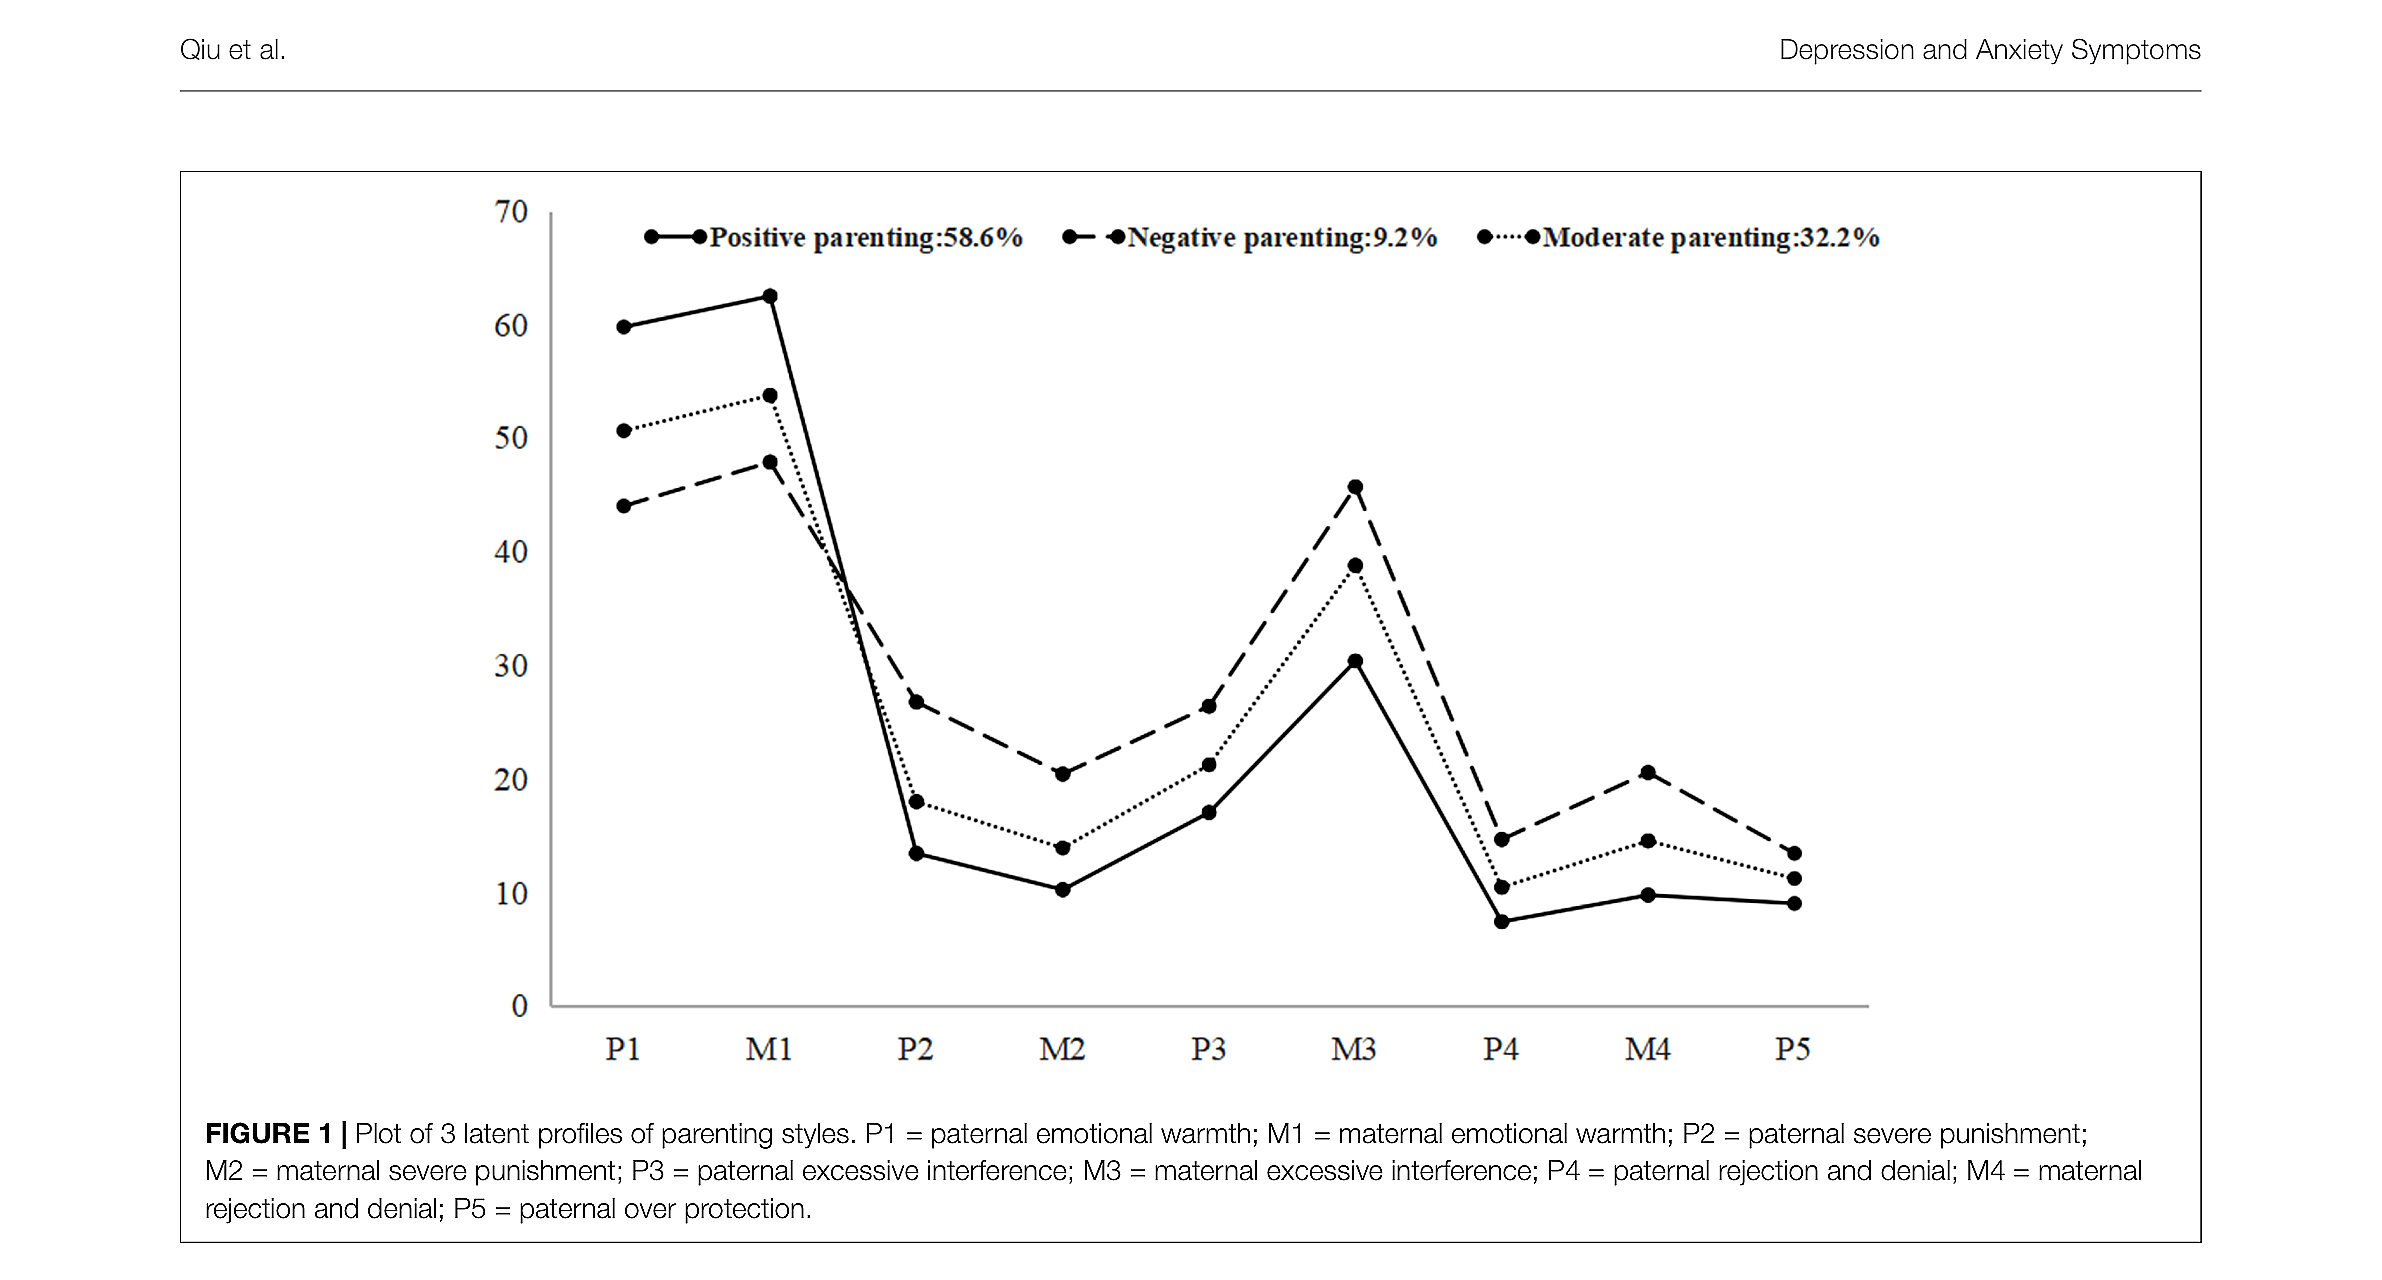 Qiu et al.
Depression and Anxiety Symptoms
70
Positive parenting:58.6%
Negative parenting:9.2%
Moderate parenting:32.2%
60
50
40
30
20
10
0
P1 M1 P2 M2 P3 M3 P4 M4 P5
FIGURE 1 | Plot of 3 latent profiles of parenting styles. P1 = paternal emotional warmth; M1 = maternal emotional warmth; P2 = paternal severe punishment;
M2 = maternal severe punishment; P3 = paternal excessive interference; M3 = maternal excessive interference; P4 = paternal rejection and denial; M4 = maternal
rejection and denial; P5 = paternal over protection.